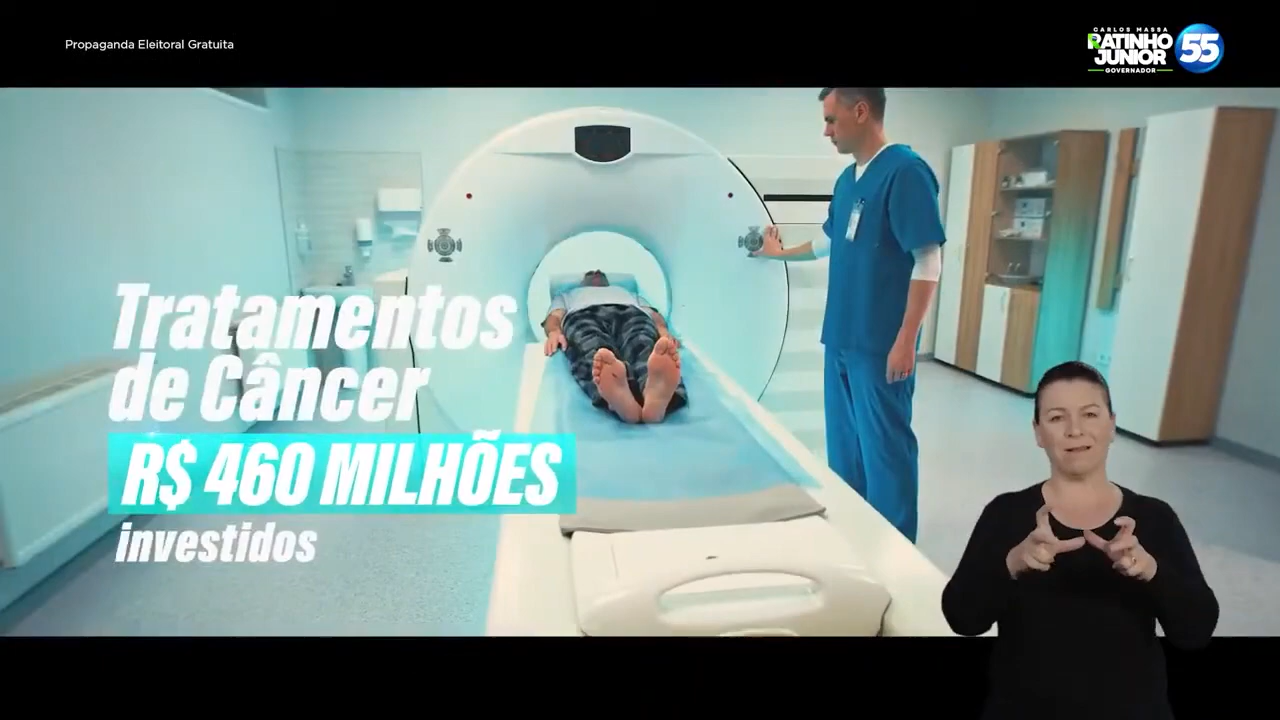 Propaganda Eleitoral Gratuita
CARLOS MASSA
RATINHO
JUNIOR
GOVERNADOR
55
Tratamentos
de Câncer
R$ 460 MILHÕES
investidos